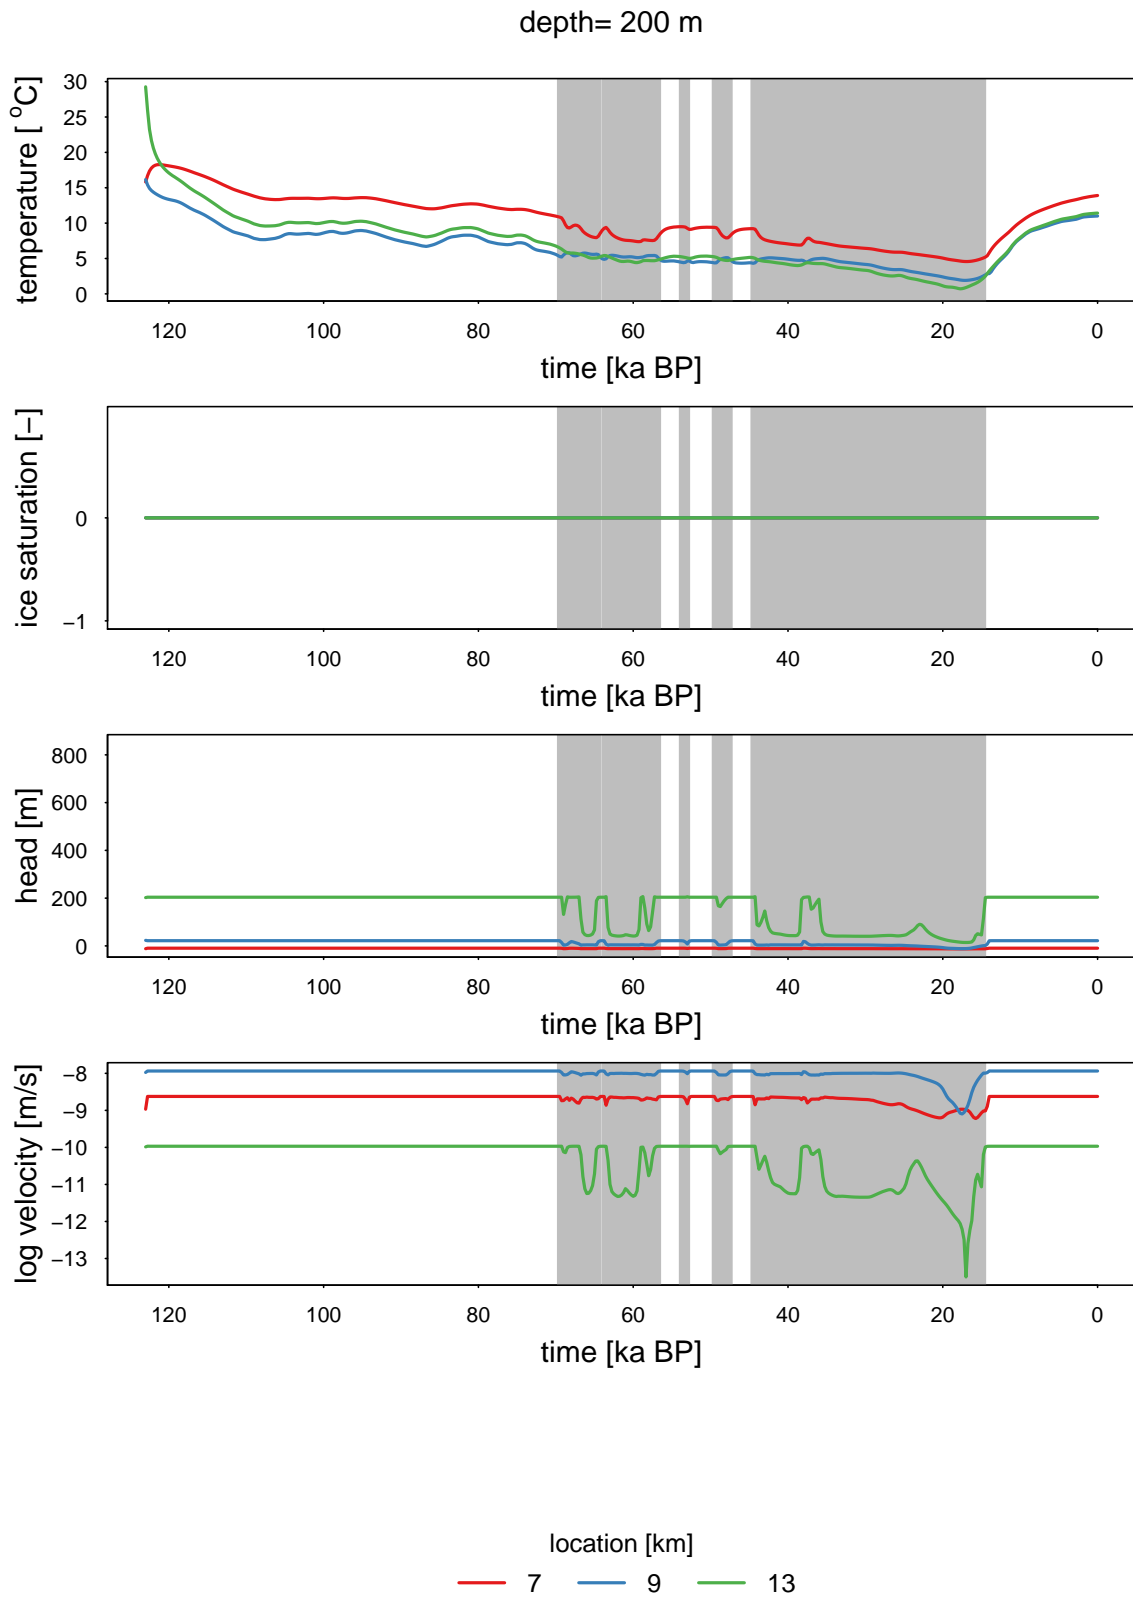 depth= 200 m
temperature [ °C]
30
25
20
15
10
5
0
120 100 80 60 40 20 0
time [ka BP]
ice saturation [−]
0
−1
120 100 80 60 40 20 0
time [ka BP]
head [m]
800
600
400
200
0
120 100 80 60 40 20 0
time [ka BP]
log velocity [m/s]
−8
−9
−10
−11
−12
−13
120 100 80 60 40 20 0
time [ka BP]
location [km]
7 9 13